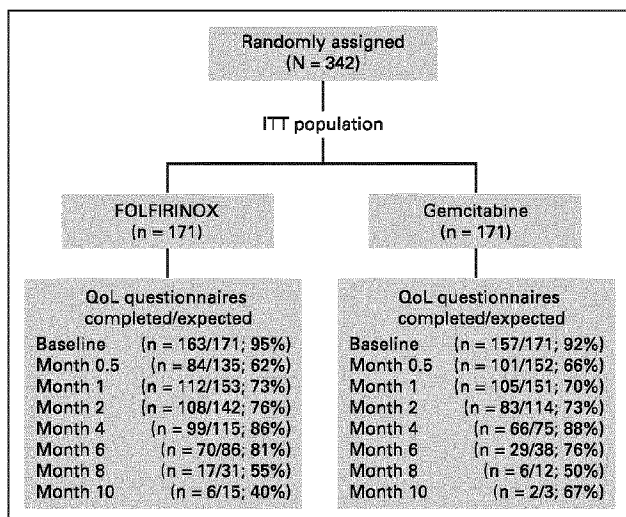 Randomly assigned
(N = 342)
ITT population
FOLFIRINOX
(n = 171)
Gemcitabine
(n = 171)
QoL questionnaires
completed/expected
Baseline (n = 163/171; 95%)
Month 0.5 (n = 84/135; 62%)
Month 1 (n = 112/153; 73%)
Month 2 (n = 108/142; 76%)
Month 4 (n = 99/115; 86%)
Month 6 (n = 70/86; 81%)
Month 8 (n = 17/31; 55%)
Month 10 (n = 6/15; 40%)
QoL questionnaires
completed/expected
Baseline (n = 157/171; 92%)
Month 0.5 (n = 101/152; 66%)
Month 1 (n = 105/151; 70%)
Month 2 (n = 83/114; 73%)
Month 4 (n = 66/75; 88%)
Month 6 (n = 29/38; 76%)
Month 8 (n = 6/12; 50%)
Month 10 (n = 2/3; 67%)